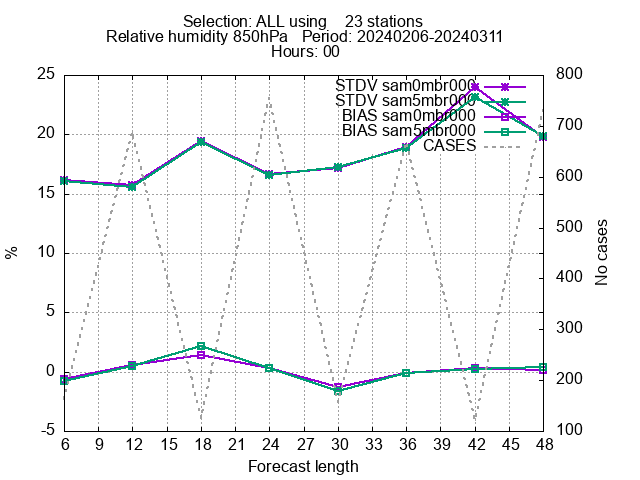 Selection: ALL using    23 stations
Relative humidity 850hPa   Period: 20240206-20240311
Hours: 00
STDV sam0mbr000
STDV sam5mbr000
BIAS sam0mbr000
BIAS sam5mbr000
CASES
25
20
15
10
5
0
-5
%
800
700
600
500
400
300
200
100
No cases
6 9 12 15 18 21 24 27 30 33 36 39 42 45 48
Forecast length